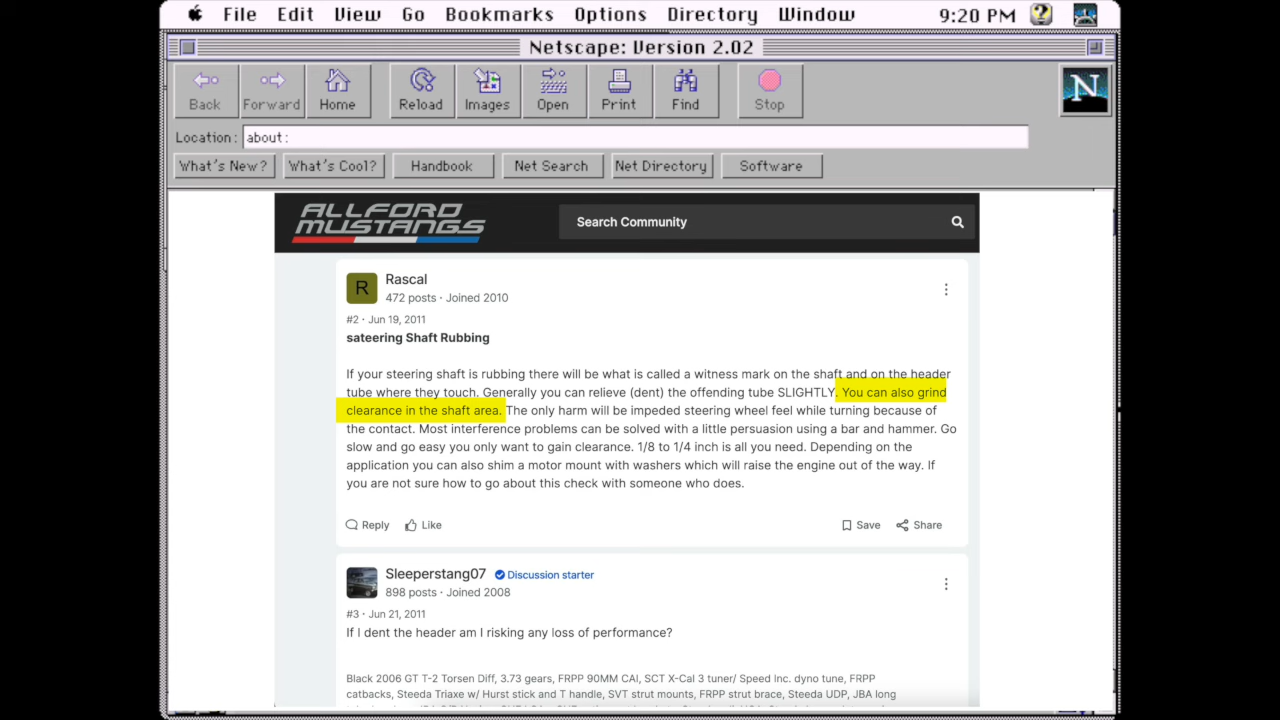 File Edit View Go Bookmarks Options Directory Window 9:20 PM
Netscape: Version 2.02
Back Forward Home Reload Images Open Print Find Stop
N
Location: about:
What's New? What's Cool? Handbook Net Search Net Directory Software
ALLFORD
MUSTANGS
Search Community
R
Rascal
472 posts · Joined 2010
#2 · Jun 19, 2011
sateering Shaft Rubbing
If your steering shaft is rubbing there will be what is called a witness mark on the shaft and on the header
tube where they touch. Generally you can relieve (dent) the offending tube SLIGHTLY. You can also grind
clearance in the shaft area. The only harm will be impeded steering wheel feel while turning because of
the contact. Most interference problems can be solved with a little persuasion using a bar and hammer. Go
slow and go easy you only want to gain clearance. 1/8 to 1/4 inch is all you need. Depending on the
application you can also shim a motor mount with washers which will raise the engine out of the way. If
you are not sure how to go about this check with someone who does.
Reply Like Save Share
Sleeperstang07 Discussion starter
898 posts · Joined 2008
#3 · Jun 21, 2011
If I dent the header am I risking any loss of performance?
Black 2006 GT T-2 Torsen Diff, 3.73 gears, FRPP 90MM CAI, SCT X-Cal 3 tuner/ Speed Inc. dyno tune, FRPP
catbacks, Steeda Triaxe w/ Hurst stick and T handle, SVT strut mounts, FRPP strut brace, Steeda UDP, JBA long